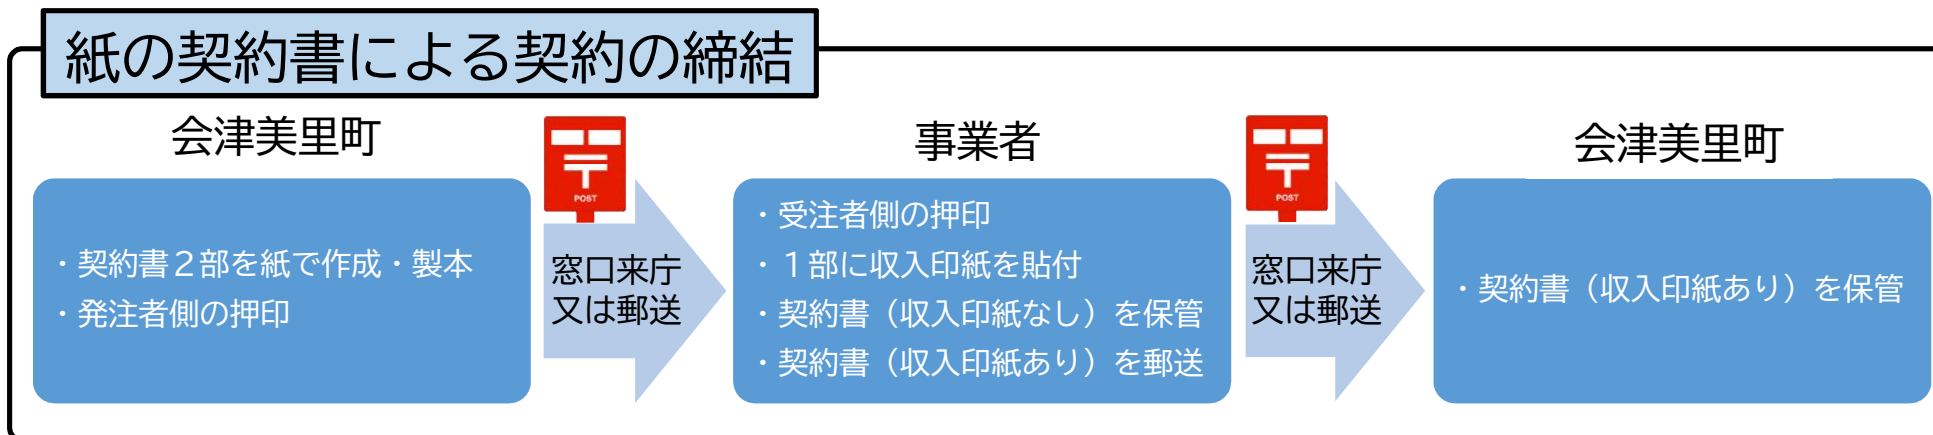 紙の契約書による契約の締結
会津美里町
・契約書２部を紙で作成・製本
・発注者側の押印
POST
窓口来庁
又は郵送
事業者
・受注者側の押印
・１部に収入印紙を貼付
・契約書（収入印紙なし）を保管
・契約書（収入印紙あり）を郵送
POST
窓口来庁
又は郵送
会津美里町
・契約書（収入印紙あり）を保管